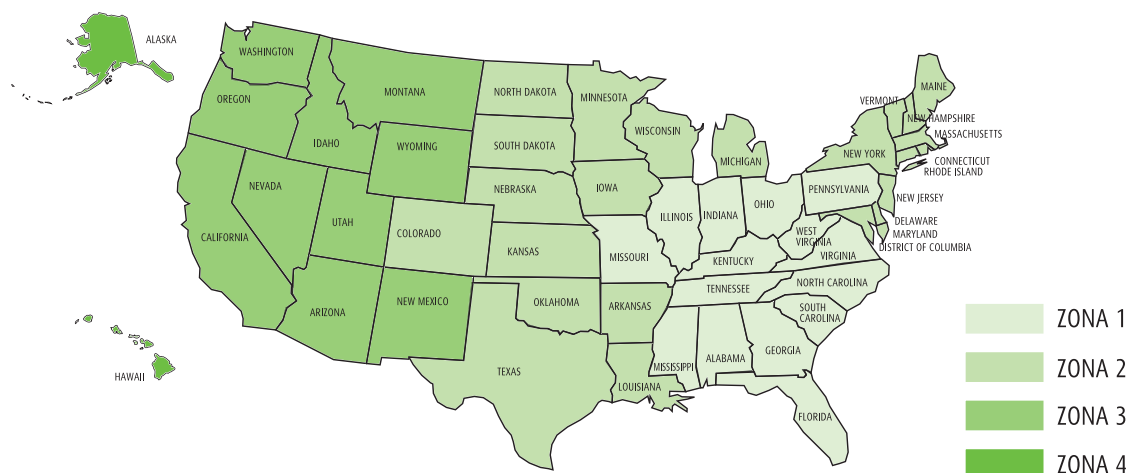 ALASKA
WASHINGTON
OREGON
MONTANA
IDAHO
WYOMING
NORTH DAKOTA
SOUTH DAKOTA
MINNESOTA
WISCONSIN
MICHIGAN
VERMONT
MAINE
NEW HAMPSHIRE
MASSACHUSETTS
NEW YORK
CONNECTICUT
RHODE ISLAND
NEBRASKA
IOWA
NEVADA
UTAH
CALIFORNIA
COLORADO
KANSAS
MISSOURI
ILLINOIS
INDIANA
OHIO
PENNSYLVANIA
NEW JERSEY
DELAWARE
MARYLAND
DISTRICT OF COLUMBIA
WEST
VIRGINIA
VIRGINIA
KENTUCKY
TENNESSEE
NORTH CAROLINA
SOUTH
CAROLINA
ARIZONA
NEW MEXICO
OKLAHOMA
ARKANSAS
TEXAS
LOUISIANA
MISSISSIPPI
ALABAMA
GEORGIA
FLORIDA
HAWAII
ZONA 1
ZONA 2
ZONA 3
ZONA 4